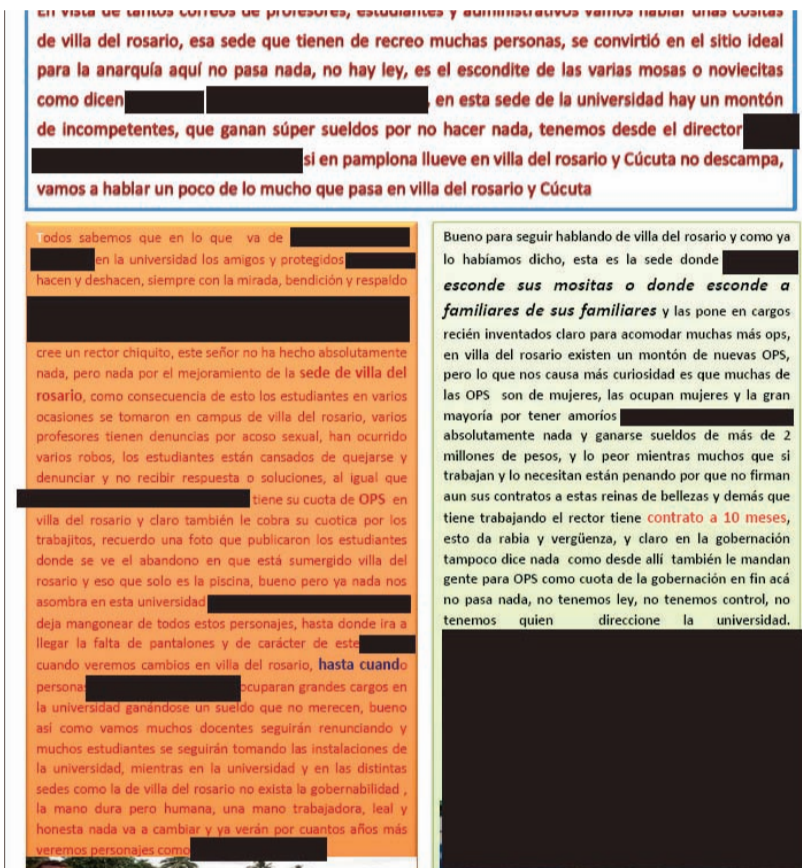 En vista de tantos correos de profesores, estudiantes y administrativos vamos hablar unas cositas
de villa del rosario, esa sede que tienen de recreo muchas personas, se convirtió en el sitio ideal
para la anarquía aquí no pasa nada, no hay ley, es el escondite de las varias mosas o noviecitas
como dicen , en esta sede de la universidad hay un montón
de incompetentes, que ganan súper sueldos por no hacer nada, tenemos desde el director
si en pamplona llueve en villa del rosario y Cúcuta no descampa,
vamos a hablar un poco de lo mucho que pasa en villa del rosario y Cúcuta
Todos sabemos que en lo que va de
en la universidad los amigos y protegidos
hacen y deshacen, siempre con la mirada, bendición y respaldo
cree un rector chiquito, este señor no ha hecho absolutamente
nada, pero nada por el mejoramiento de la sede de villa del
rosario, como consecuencia de esto los estudiantes en varios
ocasiones se tomaron en campus de villa del rosario, varios
profesores tienen denuncias por acoso sexual, han ocurrido
varios robos, los estudiantes están cansados de quejarse y
denunciar y no recibir respuesta o soluciones, al igual que
tiene su cuota de OPS en
villa del rosario y claro también le cobra su cuotica por los
trabajitos, recuerdo una foto que publicaron los estudiantes
donde se ve el abandono en que está sumergido villa del
rosario y eso que solo es la piscina, bueno pero ya nada nos
asombra en esta universidad
deja mangonear de todos estos personajes, hasta donde ira a
llegar la falta de pantalones y de carácter de este
cuando veremos cambios en villa del rosario, hasta cuando
persona ocuparan grandes cargos en
la universidad ganándose un sueldo que no merecen, bueno
asi como vamos muchos docentes seguirán renunciando y
muchos estudiantes se seguirán tomando las instalaciones de
la universidad, mientras en la universidad y en las distintas
sedes como la de villa del rosario no exista la gobernabilidad ,
la mano dura pero humana, una mano trabajadora, leal y
honesta nada va a cambiar y ya verán por cuantos años más
veremos personajes como
Bueno para seguir hablando de villa del rosario y como ya
lo habíamos dicho, esta es la sede donde
esconde sus mositas o donde esconde a
familiares de sus familiares y las pone en cargos
recién inventados claro para acomodar muchas más ops,
en villa del rosario existen un montón de nuevas OPS,
pero lo que nos causa más curiosidad es que muchas de
las OPS son de mujeres, las ocupan mujeres y la gran
mayoría por tener amoríos
absolutamente nada y ganarse sueldos de más de 2
millones de pesos, y lo peor mientras muchos que si
trabajan y lo necesitan están penando por que no firman
aun sus contratos a estas reinas de bellezas y demás que
tiene trabajando el rector tiene contrato a 10 meses,
esto da rabia y vergüenza, y claro en la gobernación
tampoco dice nada como desde allí también le mandan
gente para OPS como cuota de la gobernación en fin acá
no pasa nada, no tenemos ley, no tenemos control, no
tenemos quien direccione la universidad.